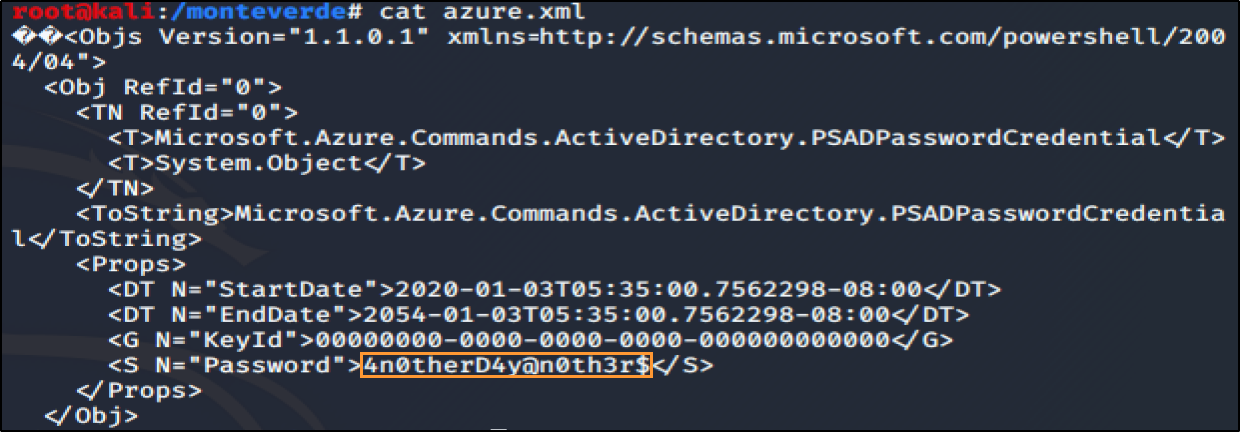 root@kali:/monteverde# cat azure.xml
��<Objs Version="1.1.0.1" xmlns=http://schemas.microsoft.com/powershell/200
4/04">
  <Obj RefId="0">
    <TN RefId="0">
      <T>Microsoft.Azure.Commands.ActiveDirectory.PSADPasswordCredential</T>
      <T>System.Object</T>
    </TN>
    <ToString>Microsoft.Azure.Commands.ActiveDirectory.PSADPasswordCredentia
l</ToString>
    <Props>
      <DT N="StartDate">2020-01-03T05:35:00.7562298-08:00</DT>
      <DT N="EndDate">2054-01-03T05:35:00.7562298-08:00</DT>
      <G N="KeyId">00000000-0000-0000-0000-000000000000</G>
      <S N="Password">4n0therD4y@n0th3r$</S>
    </Props>
  </Obj>